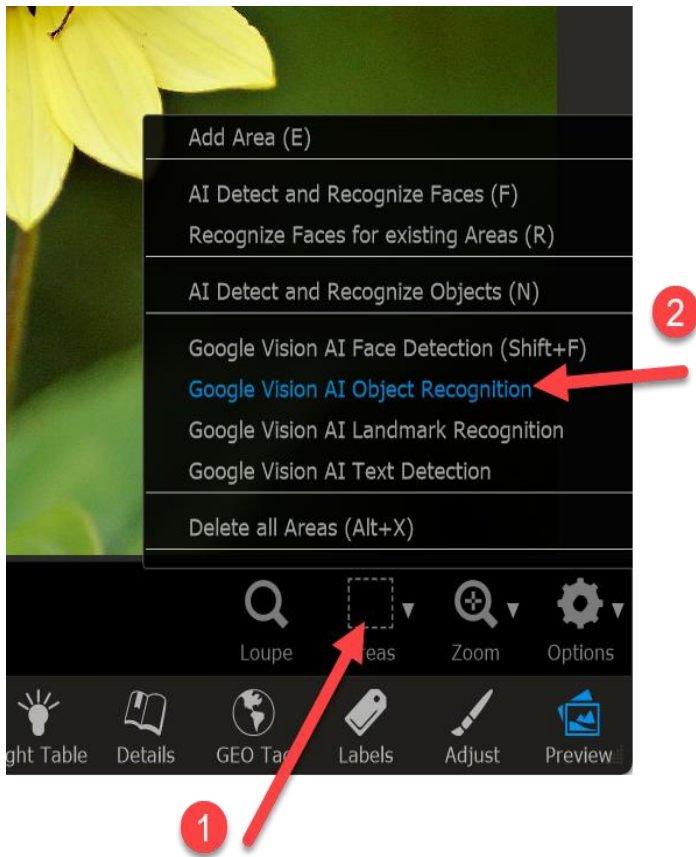 Add Area (E)
AI Detect and Recognize Faces (F)
Recognize Faces for existing Areas (R)
AI Detect and Recognize Objects (N)
2
Google Vision AI Face Detection (Shift+F)
Google Vision AI Object Recognition
Google Vision AI Landmark Recognition
Google Vision AI Text Detection
Delete all Areas (Alt+X)
Loupe reas Zoom Options
ght Table Details GEO Ta Labels Adjust Preview
1